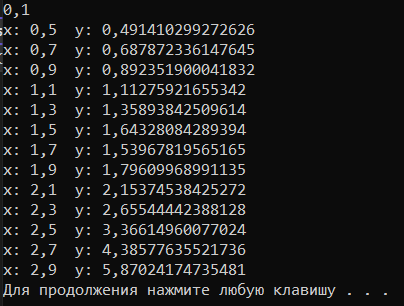 0,1
x: 0,5  y: 0,491410299272626
x: 0,7  y: 0,687872336147645
x: 0,9  y: 0,892351900041832
x: 1,1  y: 1,11275921655342
x: 1,3  y: 1,35893842509614
x: 1,5  y: 1,64328084289394
x: 1,7  y: 1,53967819565165
x: 1,9  y: 1,79609968991135
x: 2,1  y: 2,15374538425272
x: 2,3  y: 2,65544442388128
x: 2,5  y: 3,36614960077024
x: 2,7  y: 4,38577635521736
x: 2,9  y: 5,87024174735481
Для продолжения нажмите любую клавишу . . .